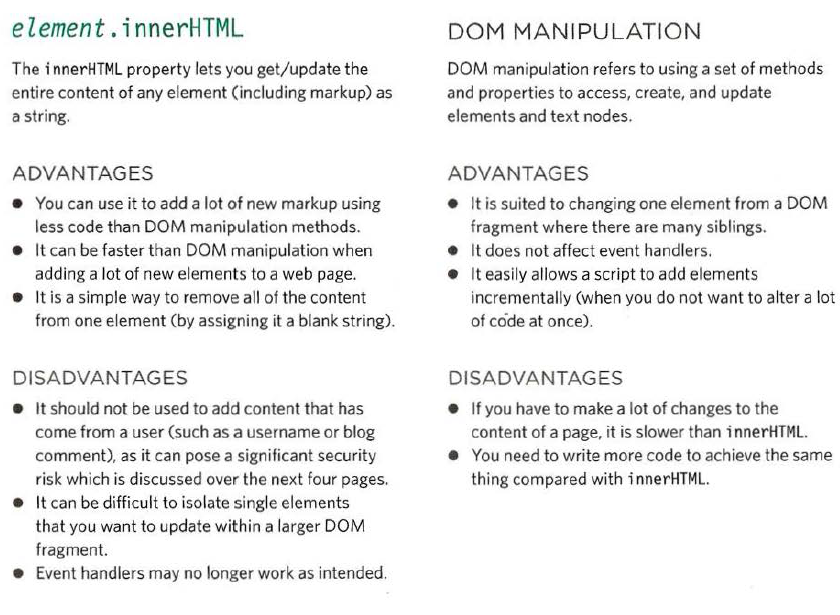 element.innerHTML
The innerHTML property lets you get/update the
entire content of any element (including markup) as
a string.
ADVANTAGES
● You can use it to add a lot of new markup using
less code than DOM manipulation methods.
● It can be faster than DOM manipulation when
adding a lot of new elements to a web page.
● It is a simple way to remove all of the content
from one element (by assigning it a blank string).
DISADVANTAGES
● It should not be used to add content that has
come from a user (such as a username or blog
comment), as it can pose a significant security
risk which is discussed over the next four pages.
● It can be difficult to isolate single elements
that you want to update within a larger DOM
fragment.
● Event handlers may no longer work as intended.
DOM MANIPULATION
DOM manipulation refers to using a set of methods
and properties to access, create, and update
elements and text nodes.
ADVANTAGES
● It is suited to changing one element from a DOM
fragment where there are many siblings.
● It does not affect event handlers.
● It easily allows a script to add elements
incrementally (when you do not want to alter a lot
of code at once).
DISADVANTAGES
● If you have to make a lot of changes to the
content of a page, it is slower than innerHTML.
● You need to write more code to achieve the same
thing compared with innerHTML.